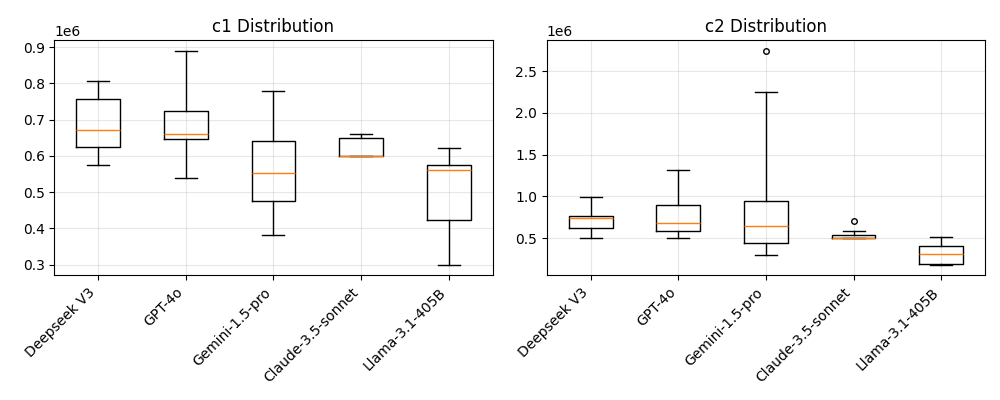 c1 Distribution
1e6
0.9
0.8
0.7
0.6
0.5
0.4
0.3
Deepseek V3
GPT-4o
Gemini-1.5-pro
Claude-3.5-sonnet
Llama-3.1-405B
c2 Distribution
1e6
2.5
2.0
1.5
1.0
0.5
Deepseek V3
GPT-4o
Gemini-1.5-pro
Claude-3.5-sonnet
Llama-3.1-405B